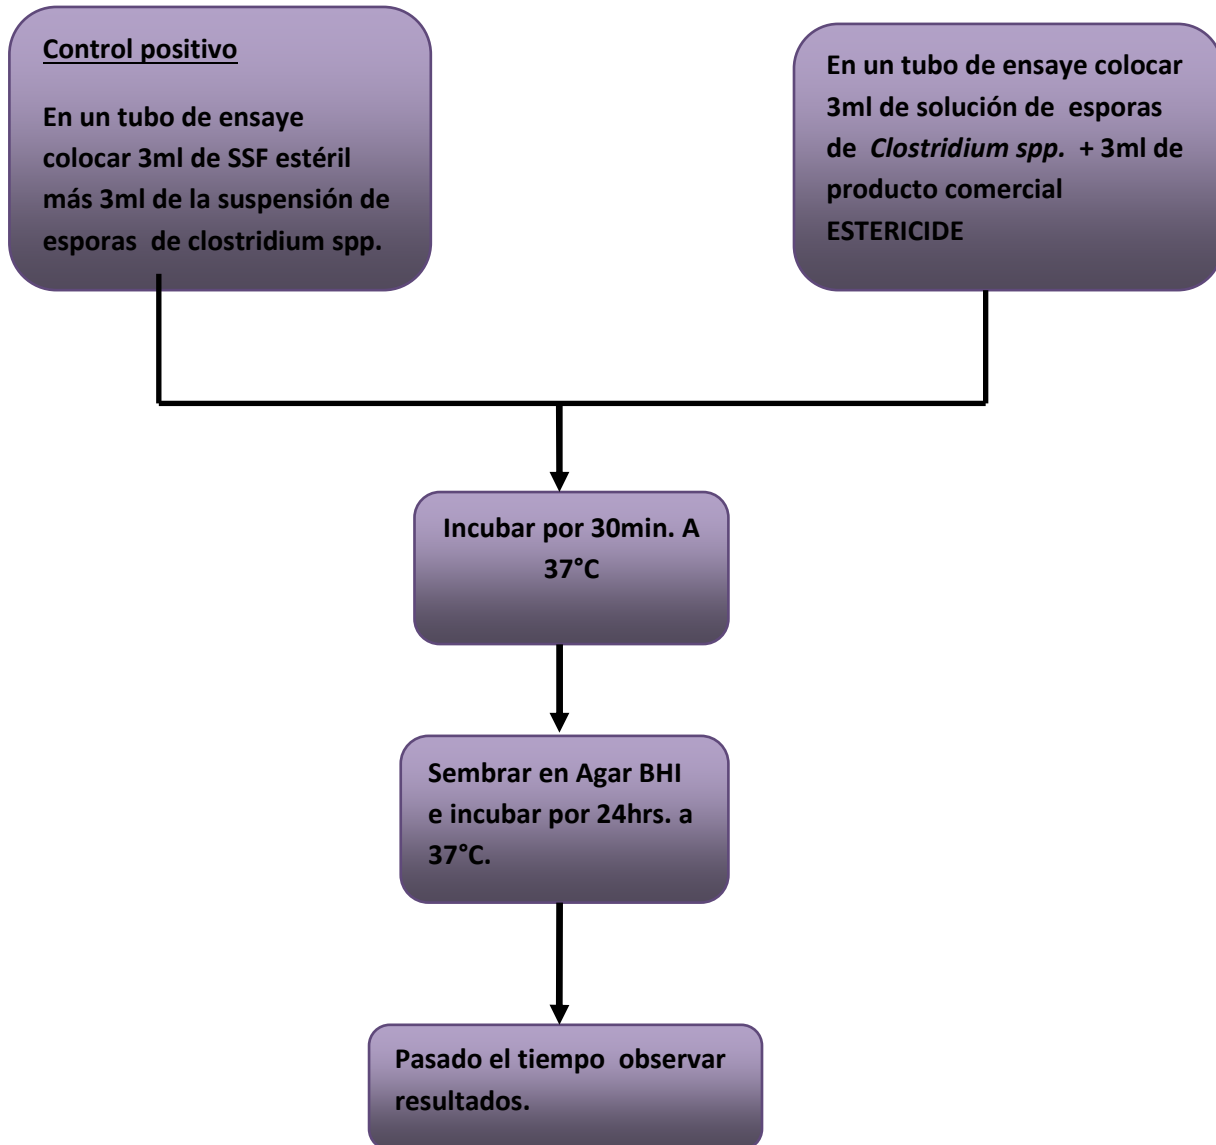 Control positivo
En un tubo de ensaye
colocar 3ml de SSF estéril
más 3ml de la suspensión de
esporas de clostridium spp.
En un tubo de ensaye colocar
3ml de solución de esporas
de Clostridium spp. + 3ml de
producto comercial
ESTERICIDE
Incubar por 30min. A
37°C
Sembrar en Agar BHI
e incubar por 24hrs. a
37°C.
Pasado el tiempo observar
resultados.